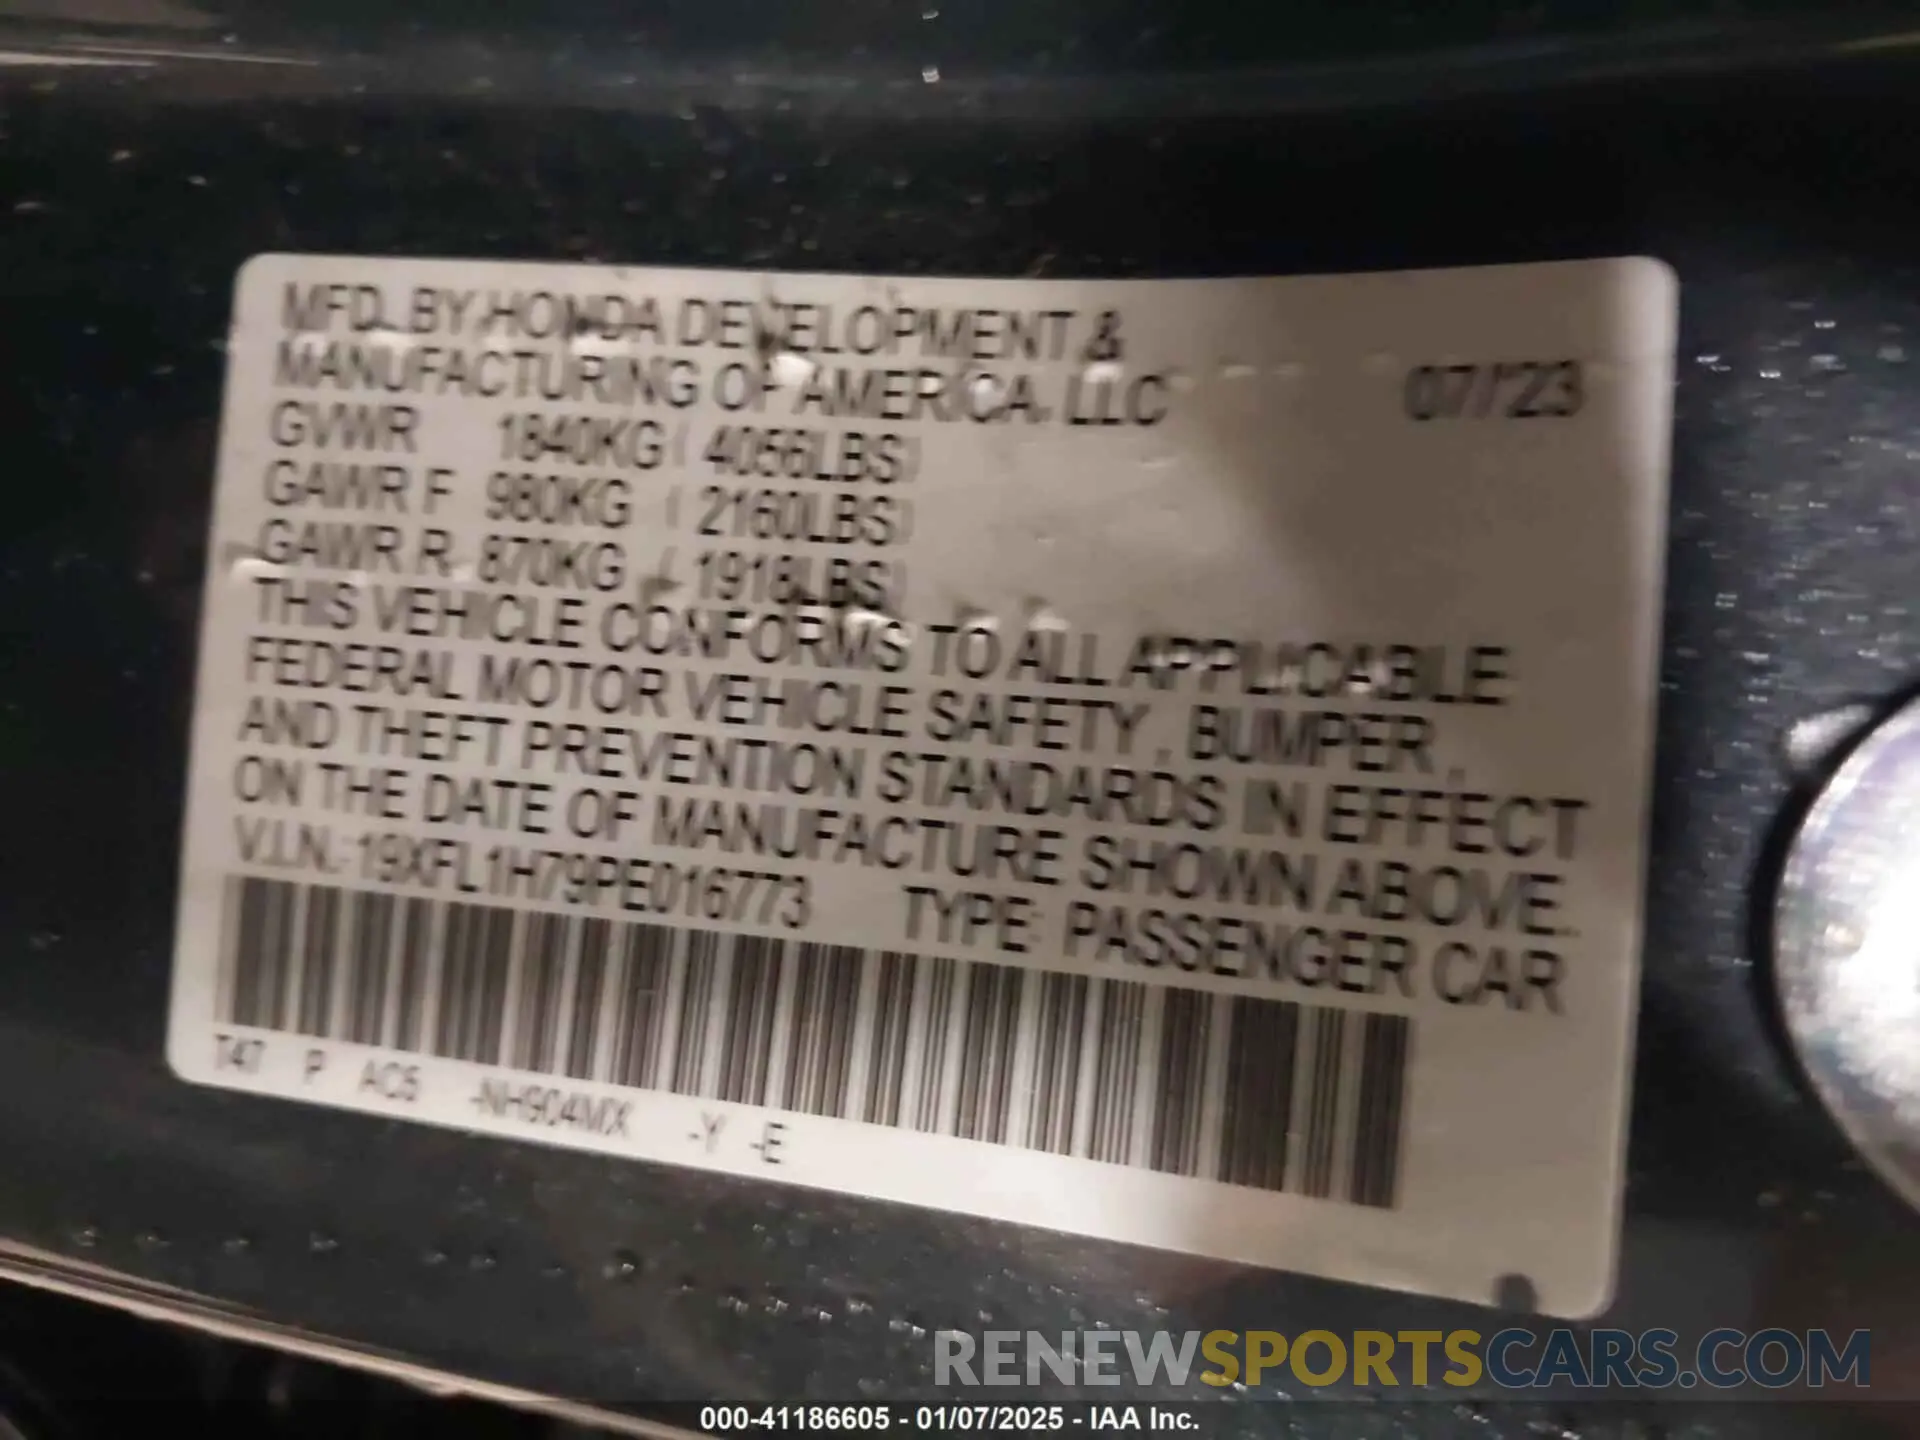 MFD. BY HONDA DEVELOPMENT &
MANUFACTURING OF AMERICA, LLC 07/'23
GVWR 1840KG ( 4056LBS)
GAWR F 980KG ( 2160LBS)
GAWR R 870KG ( 1918LBS)
THIS VEHICLE CONFORMS TO ALL APPLICABLE
FEDERAL MOTOR VEHICLE SAFETY , BUMPER ,
AND THEFT PREVENTION STANDARDS IN EFFECT
ON THE DATE OF MANUFACTURE SHOWN ABOVE.
V.I.N.: 19XFL1H79PE016773 TYPE: PASSENGER CAR
T47 P AC5 -NH904MX -Y -E
RENEWSPORTSCARS.COM
000-41186605 - 01/07/2025 - IAA Inc.